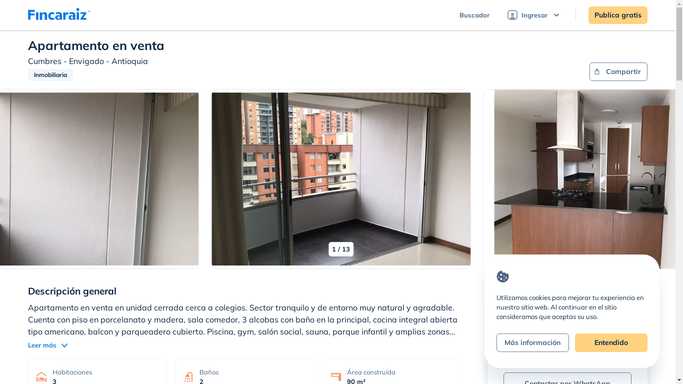 Fincaraiz
Buscador
Ingresar
Publica gratis
Apartamento en venta
Cumbres - Envigado - Antioquia
Inmobiliaria
Compartir
1 / 13
Descripción general
Apartamento en venta en unidad cerrada cerca a colegios. Sector tranquilo y de entorno muy natural y agradable.
Cuenta con piso en porcelanato y madera, sala comedor, 3 alcobas con baño en la principal, cocina integral abierta
tipo americano, balcon y parqueadero cubierto. Piscina, gym, salón social, sauna, parque infantil y amplias zonas...
Leer más
Habitaciones
3
Baños
2
Área construida
90 m²
Utilizamos cookies para mejorar tu experiencia en
nuestro sitio web. Al continuar en el sitio
consideramos que aceptas su uso.
Más información
Entendido
Contactar por WhatsApp